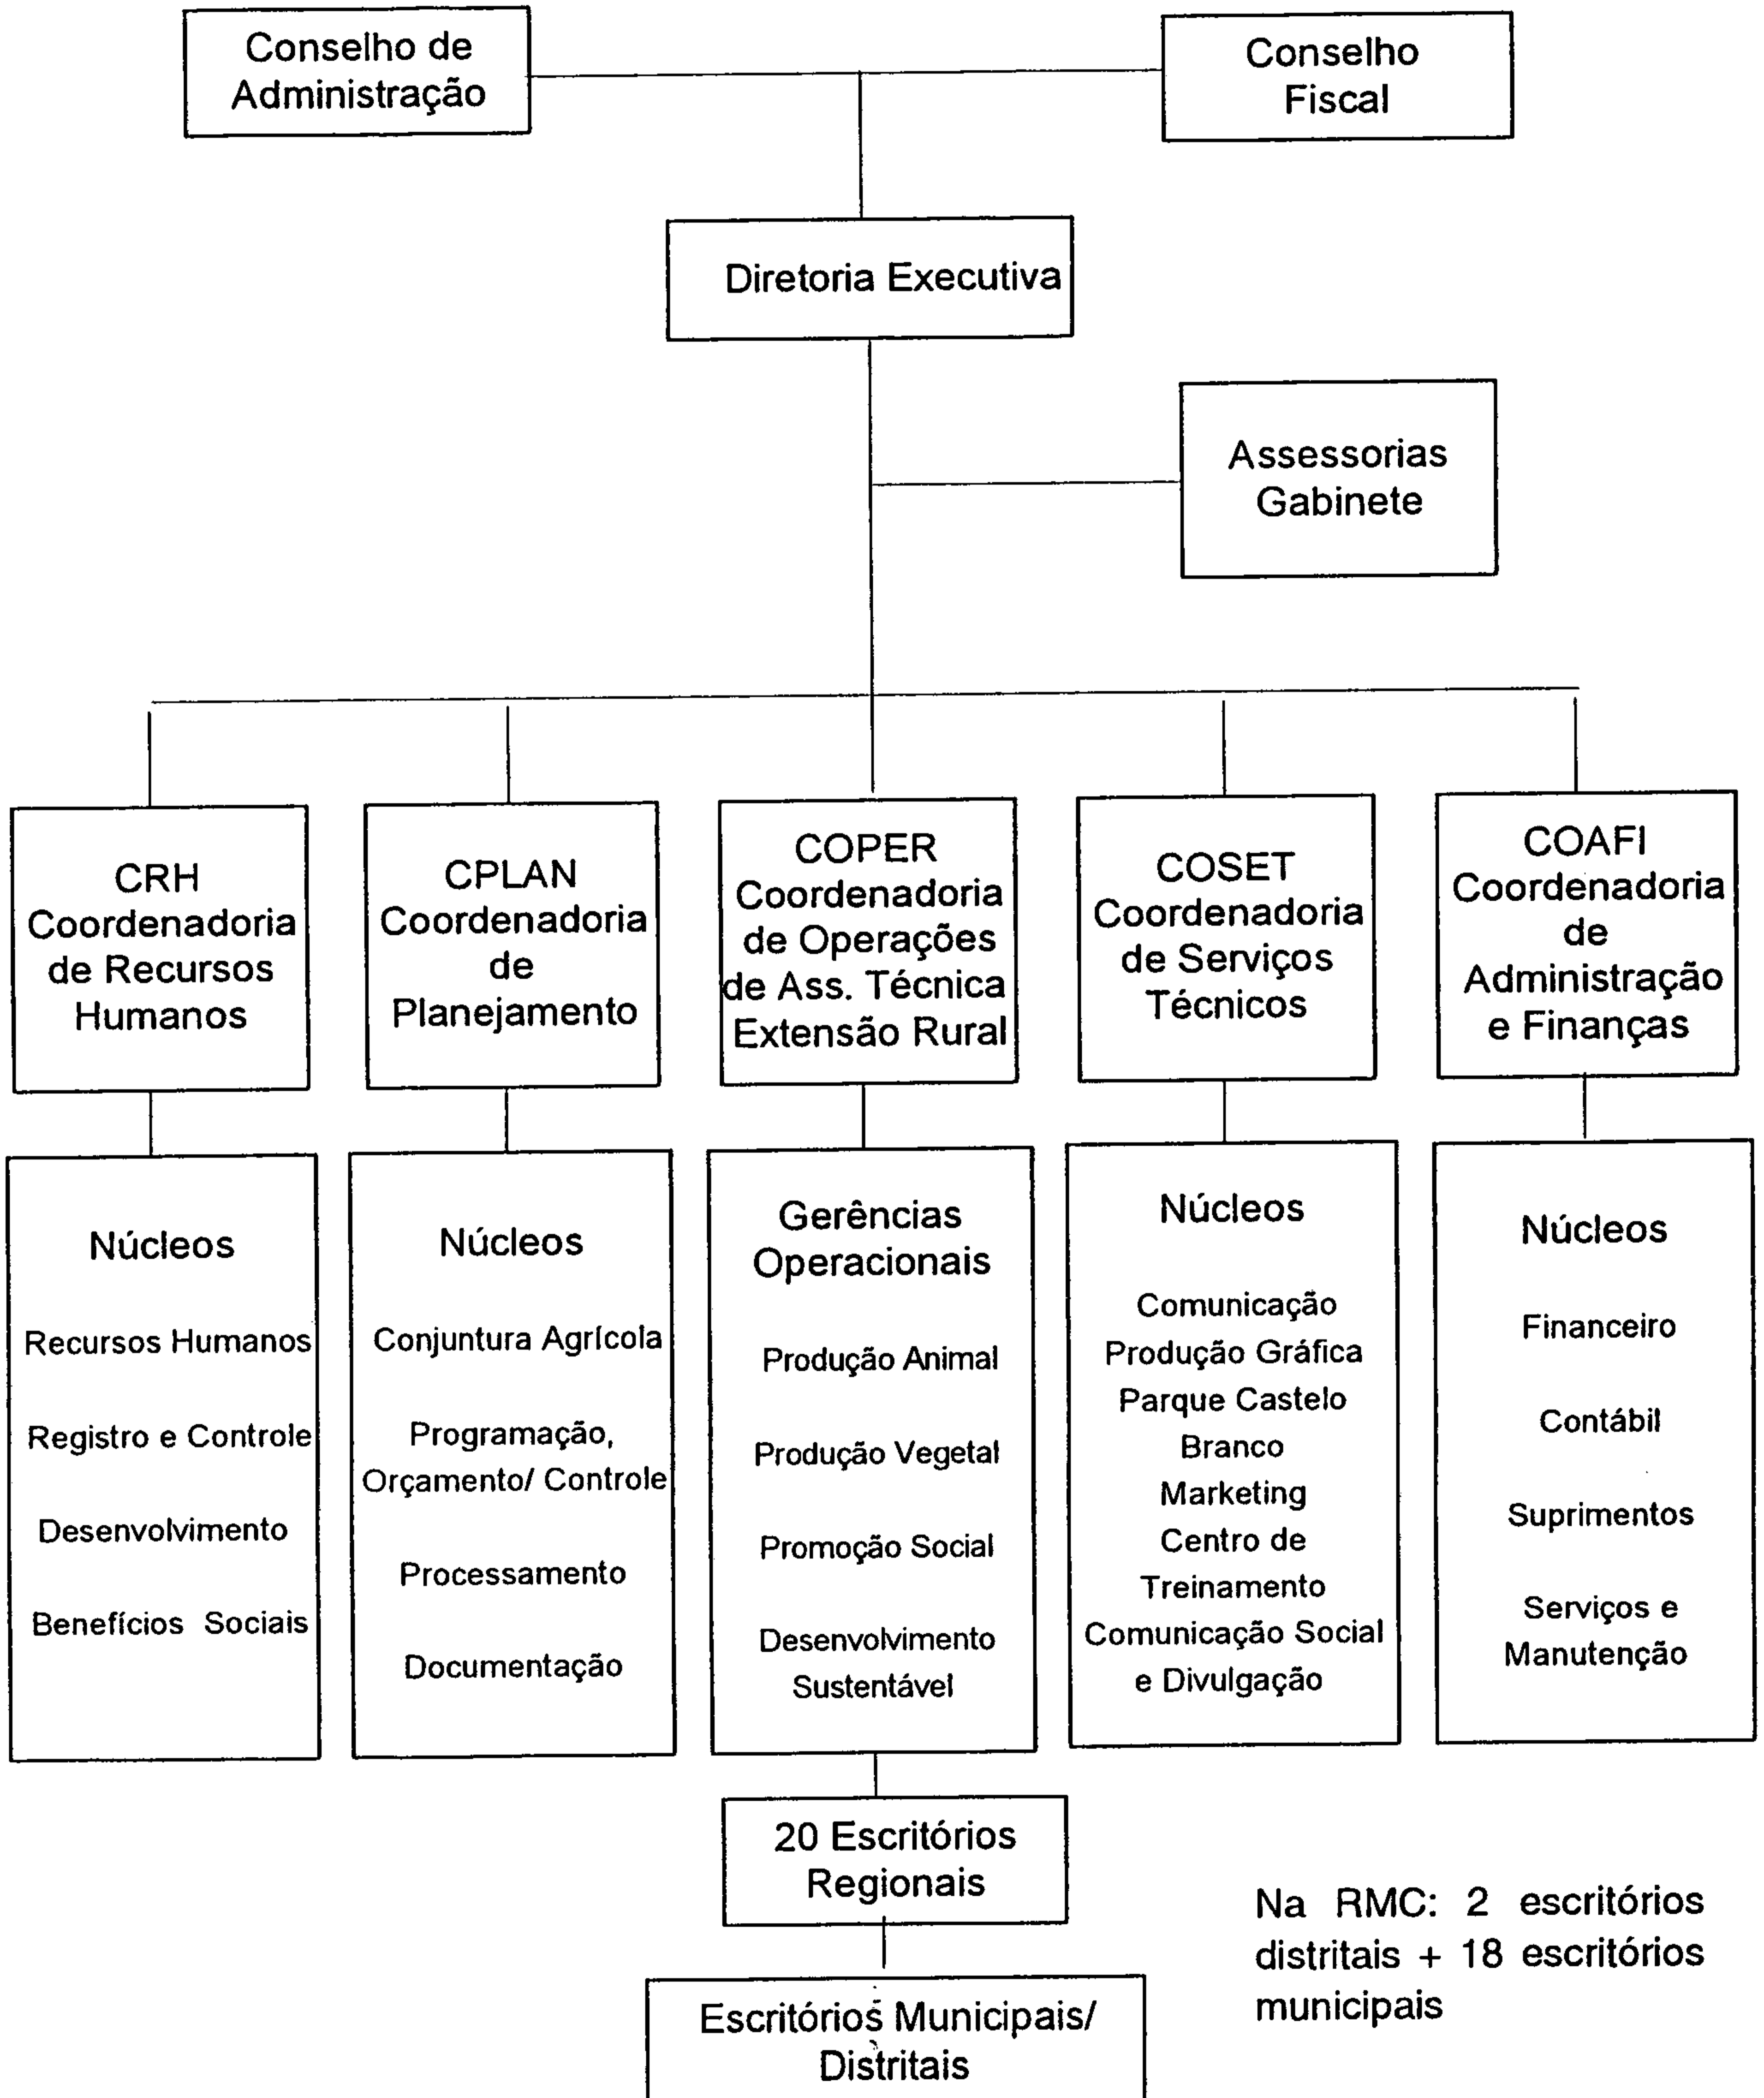 Conselho de
Administração
Conselho
Fiscal
Diretoria Executiva
Assessorias
Gabinete
CRH
Coordenadoria
de Recursos
Humanos
CPLAN
Coordenadoria
de
Planejamento
COPER
Coordenadoria
de Operações
de Ass. Técnica
Extensão Rural
COSET
Coordenadoria
de Serviços
Técnicos
COAFI
Coordenadoria
de
Administração
e Finanças
Núcleos
Recursos Humanos
Registro e Controle
Desenvolvimento
Benefícios Sociais
Núcleos
Conjuntura Agrícola
Programação,
Orçamento/ Controle
Processamento
Documentação
Gerências
Operacionais
Produção Animal
Produção Vegetal
Promoção Social
Desenvolvimento
Sustentável
Núcleos
Comunicação
Produção Gráfica
Parque Castelo
Branco
Marketing
Centro de
Treinamento
Comunicação Social
e Divulgação
Núcleos
Financeiro
Contábil
Suprimentos
Serviços e
Manutenção
20 Escritórios
Regionais
Na RMC: 2 escritórios
distritais + 18 escritórios
municipais
Escritórios Municipais/
Distritais